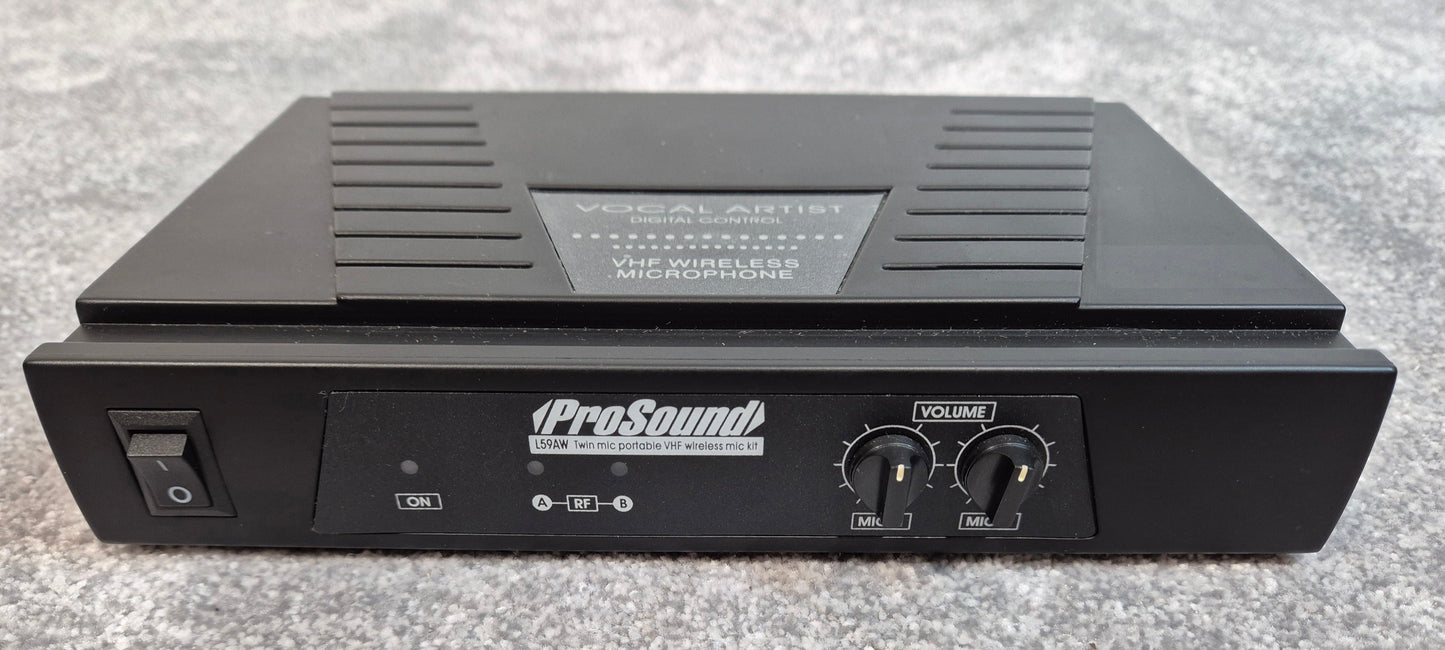 VOCAL ARTIST
DIGITAL CONTROL
VHF WIRELESS
MICROPHONE
ProSound
L59AW Twin mic portable VHF wireless mic kit
VOLUME
ON
A RF B
MIC
MIC